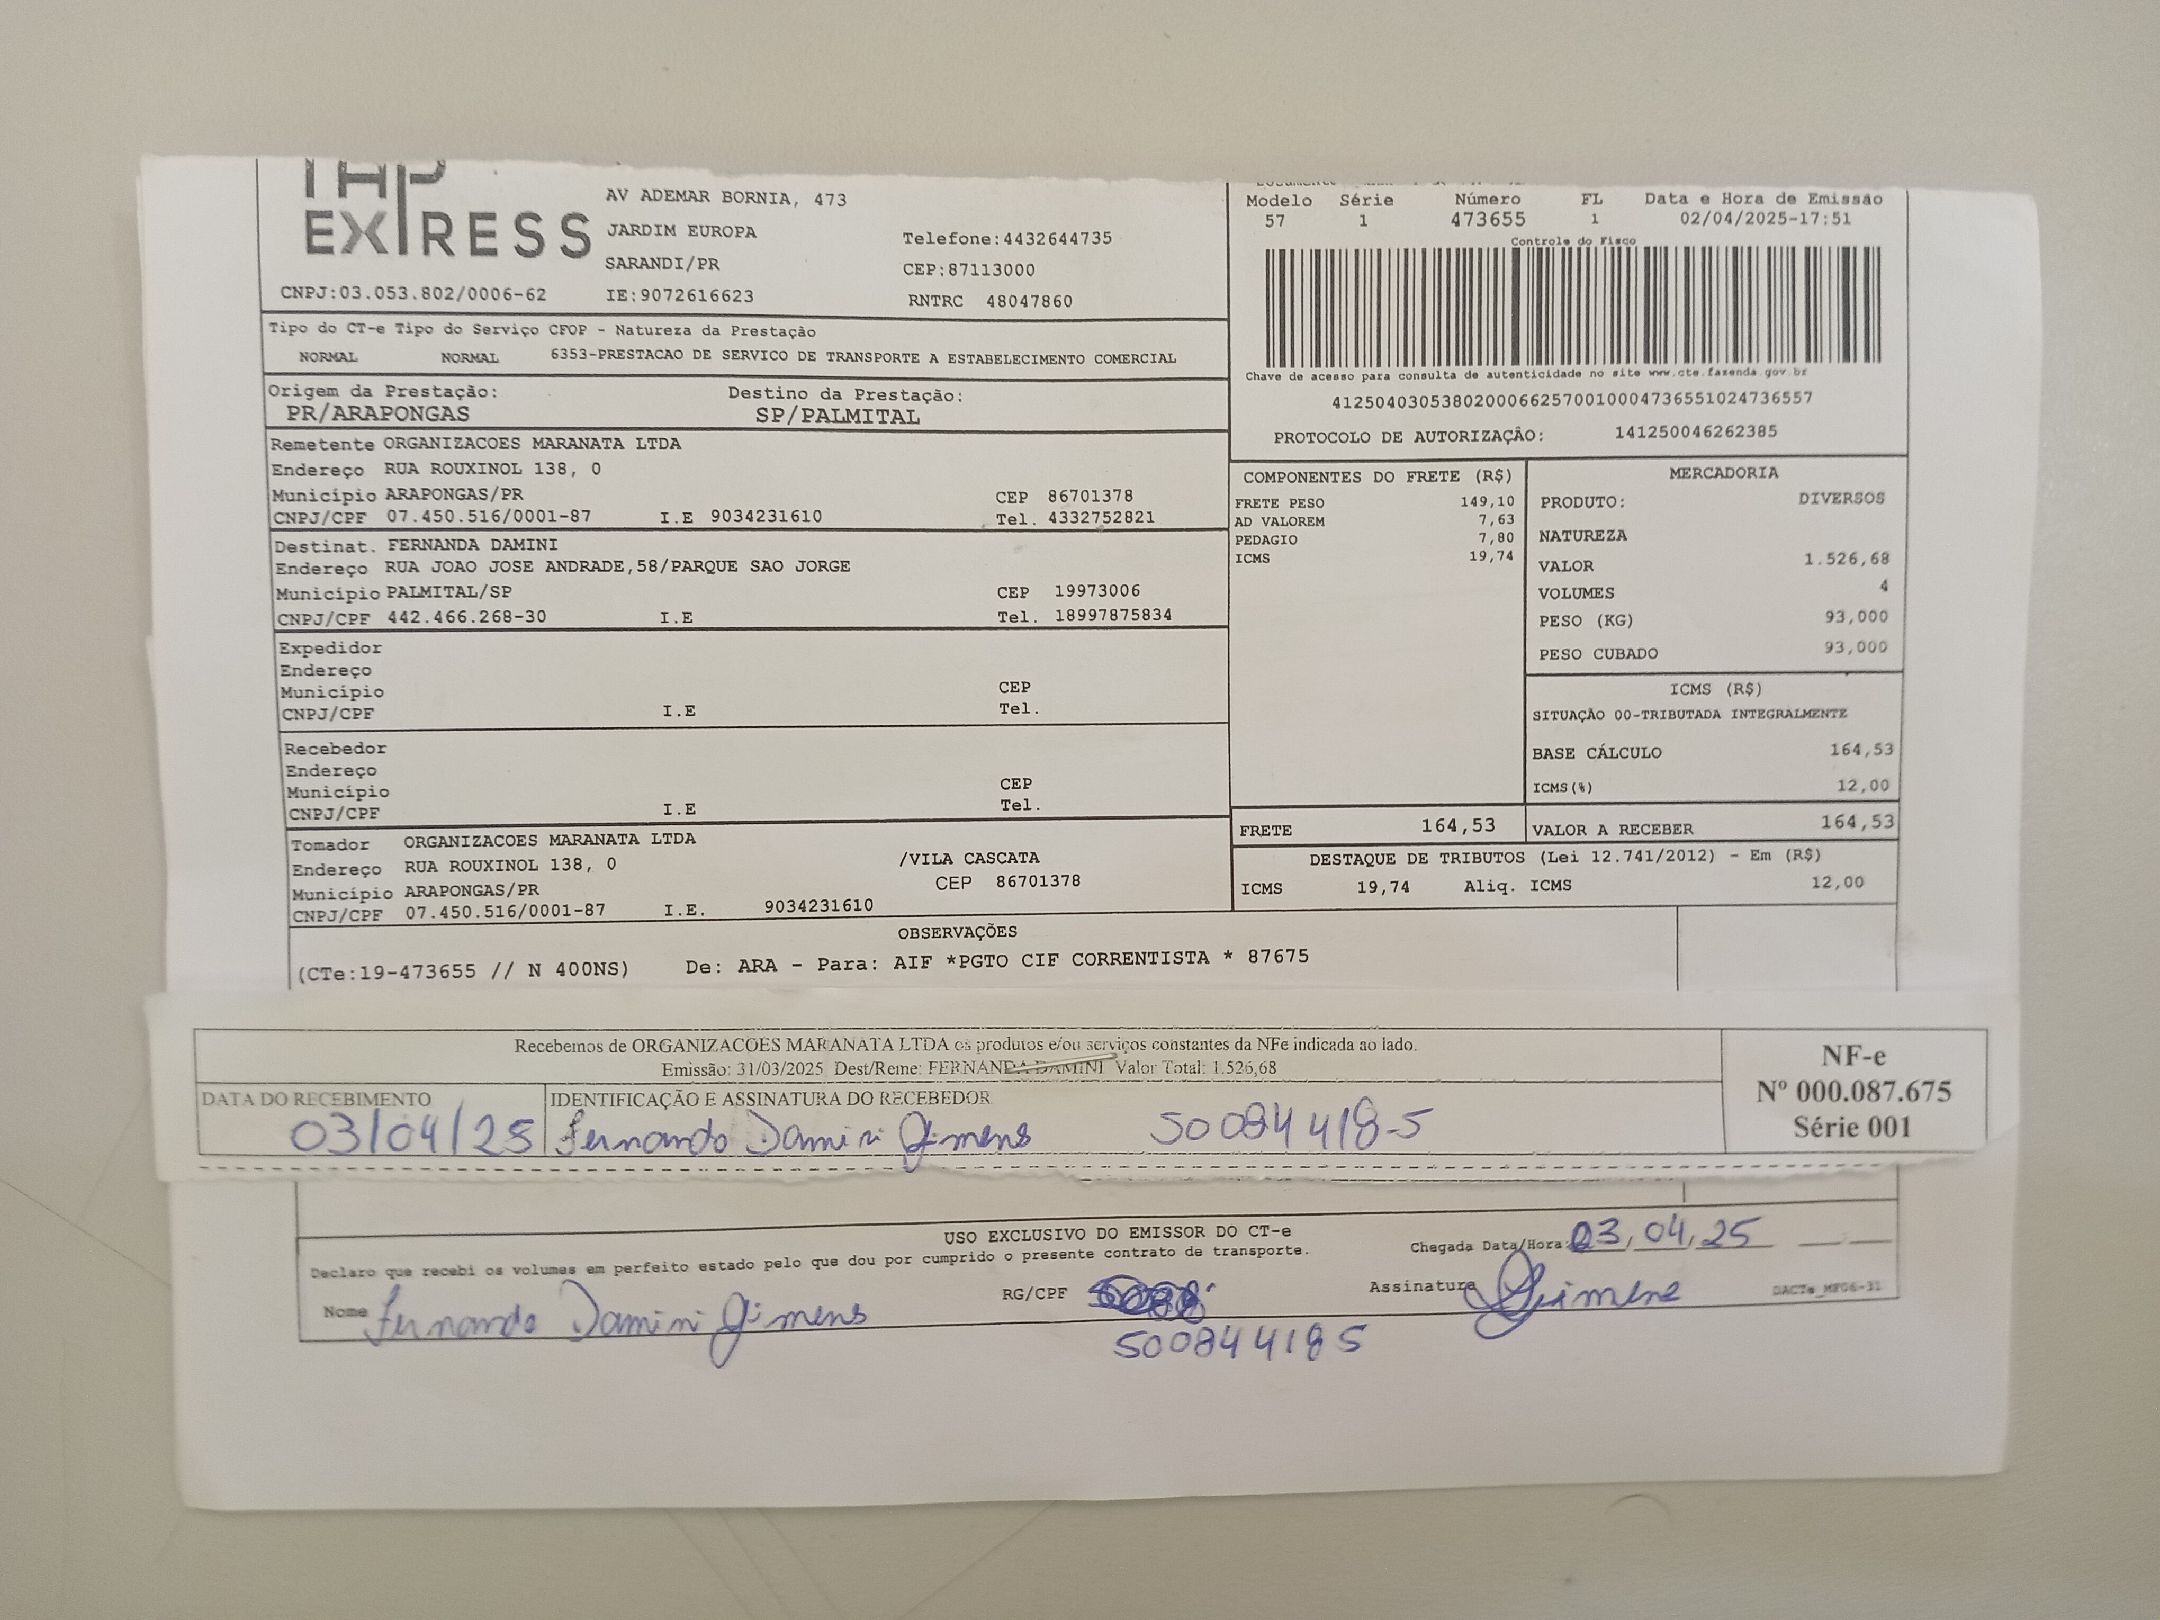 EXPRESS
AV ADEMAR BORNIA, 473
JARDIM EUROPA
SARANDI/PR
IE:9072616623
Telefone:4432644735
CEP:87113000
RNTRC 48047860
CNPJ:03.053.802/0006-62
Modelo Série Número FL Data e Hora de Emissão
57 1 473655 1 02/04/2025-17:51
Controle do Fisco
Chave de acesso para consulta de autenticidade no site www.cte.fazenda.gov.br
41250403053802000662570010004736551024736557
PROTOCOLO DE AUTORIZAÇÃO: 141250046262385
Tipo do CT-e Tipo do Serviço CFOP - Natureza da Prestação
NORMAL NORMAL 6353-PRESTACAO DE SERVICO DE TRANSPORTE A ESTABELECIMENTO COMERCIAL
Origem da Prestação: Destino da Prestação:
PR/ARAPONGAS SP/PALMITAL
Remetente ORGANIZACOES MARANATA LTDA
Endereço RUA ROUXINOL 138, 0
Município ARAPONGAS/PR CEP 86701378
CNPJ/CPF 07.450.516/0001-87 I.E 9034231610 Tel. 4332752821
Destinat. FERNANDA DAMINI
Endereço RUA JOAO JOSE ANDRADE,58/PARQUE SAO JORGE
Município PALMITAL/SP CEP 19973006
CNPJ/CPF 442.466.268-30 I.E Tel. 18997875834
Expedidor
Endereço
Município CEP
CNPJ/CPF I.E Tel.
Recebedor
Endereço
Município CEP
CNPJ/CPF I.E Tel.
Tomador ORGANIZACOES MARANATA LTDA
Endereço RUA ROUXINOL 138, 0 /VILA CASCATA
Município ARAPONGAS/PR CEP 86701378
CNPJ/CPF 07.450.516/0001-87 I.E. 9034231610
COMPONENTES DO FRETE (R$)
FRETE PESO 149,10
AD VALOREM 7,63
PEDAGIO 7,80
ICMS 19,74
MERCADORIA
PRODUTO: DIVERSOS
NATUREZA
VALOR 1.526,68
VOLUMES 4
PESO (KG) 93,000
PESO CUBADO 93,000
ICMS (R$)
SITUAÇÃO 00-TRIBUTADA INTEGRALMENTE
BASE CÁLCULO 164,53
ICMS(%) 12,00
FRETE 164,53 VALOR A RECEBER 164,53
DESTAQUE DE TRIBUTOS (Lei 12.741/2012) - Em (R$)
ICMS 19,74 Aliq. ICMS 12,00
OBSERVAÇÕES
(CTe:19-473655 // N 400NS) De: ARA - Para: AIF *PGTO CIF CORRENTISTA * 87675
Recebemos de ORGANIZACOES MARANATA LTDA os produtos e/ou serviços constantes da NFe indicada ao lado.
Emissão: 31/03/2025 Dest/Reme: FERNANDA DAMINI Valor Total: 1.526,68
DATA DO RECEBIMENTO IDENTIFICAÇÃO E ASSINATURA DO RECEBEDOR
03/04/25 Fernando Damini Gimens 50084418-5
NF-e
Nº 000.087.675
Série 001
USO EXCLUSIVO DO EMISSOR DO CT-e
Declaro que recebi os volumes em perfeito estado pelo que dou por cumprido o presente contrato de transporte.
Chegada Data/Hora: 03/04/25
Nome Fernando Damini Gimens RG/CPF Assinatura Gimene DACTe_MF06-31
500844185